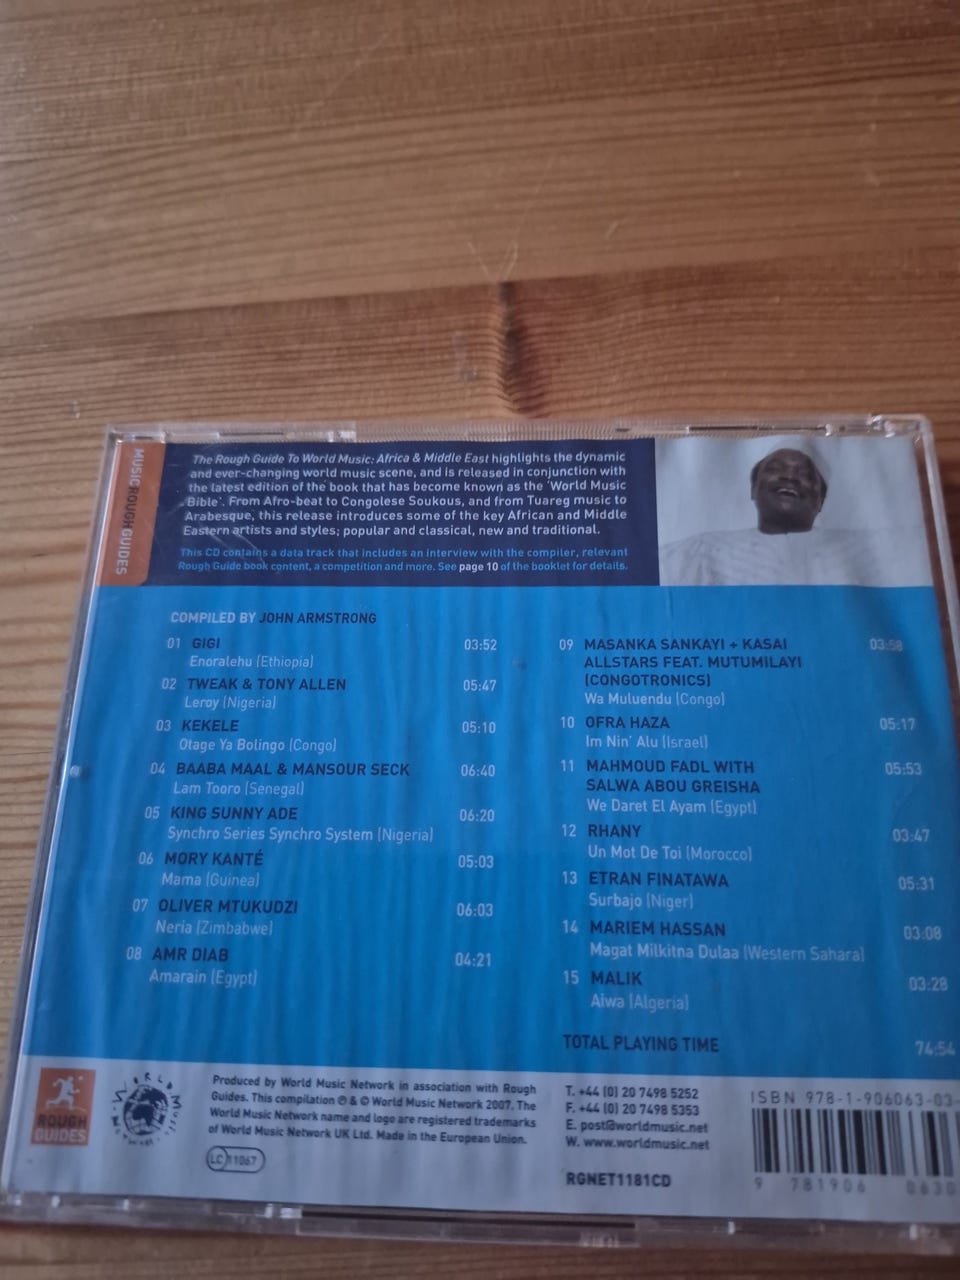 MUSICROUGHGUIDES
The Rough Guide To World Music: Africa & Middle East highlights the dynamic
and ever-changing world music scene, and is released in conjunction with
the latest edition of the book that has become known as the 'World Music
Bible'. From Afro-beat to Congolese Soukous, and from Tuareg music to
Arabesque, this release introduces some of the key African and Middle
Eastern artists and styles; popular and classical, new and traditional.
This CD contains a data track that includes an interview with the compiler, relevant
Rough Guide book content, a competition and more. See page 10 of the booklet for details.
COMPILED BY JOHN ARMSTRONG
01 GIGI 03:52
Enoralehu (Ethiopia)
02 TWEAK & TONY ALLEN 05:47
Leroy (Nigeria)
03 KEKELE 05:10
Otage Ya Bolingo (Congo)
04 BAABA MAAL & MANSOUR SECK 06:40
Lam Tooro (Senegal)
05 KING SUNNY ADE 06:20
Synchro Series Synchro System (Nigeria)
06 MORY KANTÉ 05:03
Mama (Guinea)
07 OLIVER MTUKUDZI 06:03
Neria (Zimbabwe)
08 AMR DIAB 04:21
Amarain (Egypt)
09 MASANKA SANKAYI + KASAI 03:58
ALLSTARS FEAT. MUTUMILAYI
(CONGOTRONICS)
Wa Muluendu (Congo)
10 OFRA HAZA 05:17
Im Nin' Alu (Israel)
11 MAHMOUD FADL WITH 05:53
SALWA ABOU GREISHA
We Daret El Ayam (Egypt)
12 RHANY 03:47
Un Mot De Toi (Morocco)
13 ETRAN FINATAWA 05:31
Surbajo (Niger)
14 MARIEM HASSAN 03:08
Magat Milkitna Dulaa (Western Sahara)
15 MALIK 03:28
Aiwa (Algeria)
TOTAL PLAYING TIME 74:54
ROUGH
GUIDES
WORLD MUSIC NETWORK
Produced by World Music Network in association with Rough
Guides. This compilation ℗ & © World Music Network 2007. The
World Music Network name and logo are registered trademarks
of World Music Network UK Ltd. Made in the European Union.
LC 11067
T. +44 (0) 20 7498 5252
F. +44 (0) 20 7498 5353
E. post@worldmusic.net
W. www.worldmusic.net
RGNET1181CD
ISBN 978-1-906063-03-
9 781906 0630